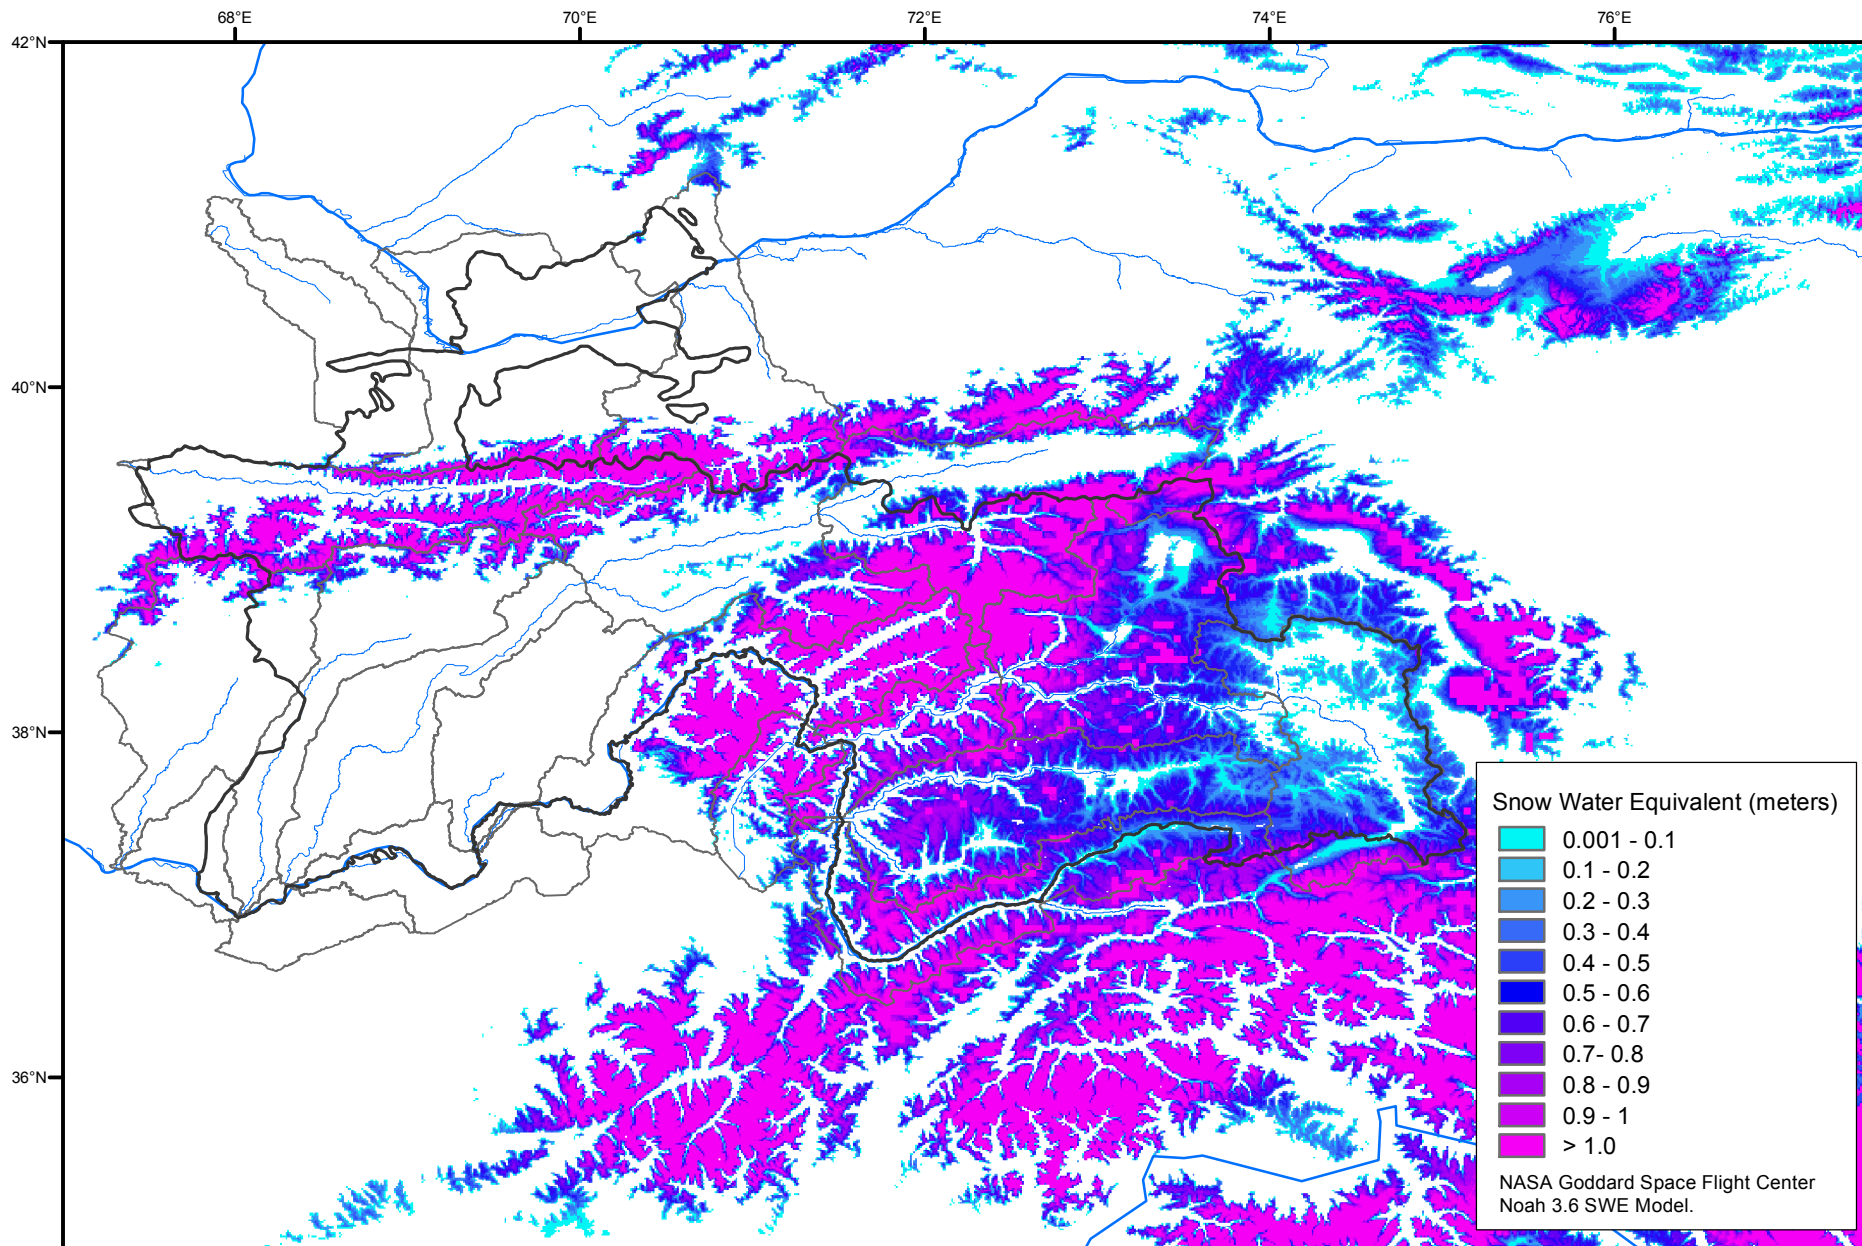 68°E 70°E 72°E 74°E 76°E
42°N
40°N
38°N
36°N
Snow Water Equivalent (meters)
0.001 - 0.1
0.1 - 0.2
0.2 - 0.3
0.3 - 0.4
0.4 - 0.5
0.5 - 0.6
0.6 - 0.7
0.7- 0.8
0.8 - 0.9
0.9 - 1
> 1.0
NASA Goddard Space Flight Center
Noah 3.6 SWE Model.